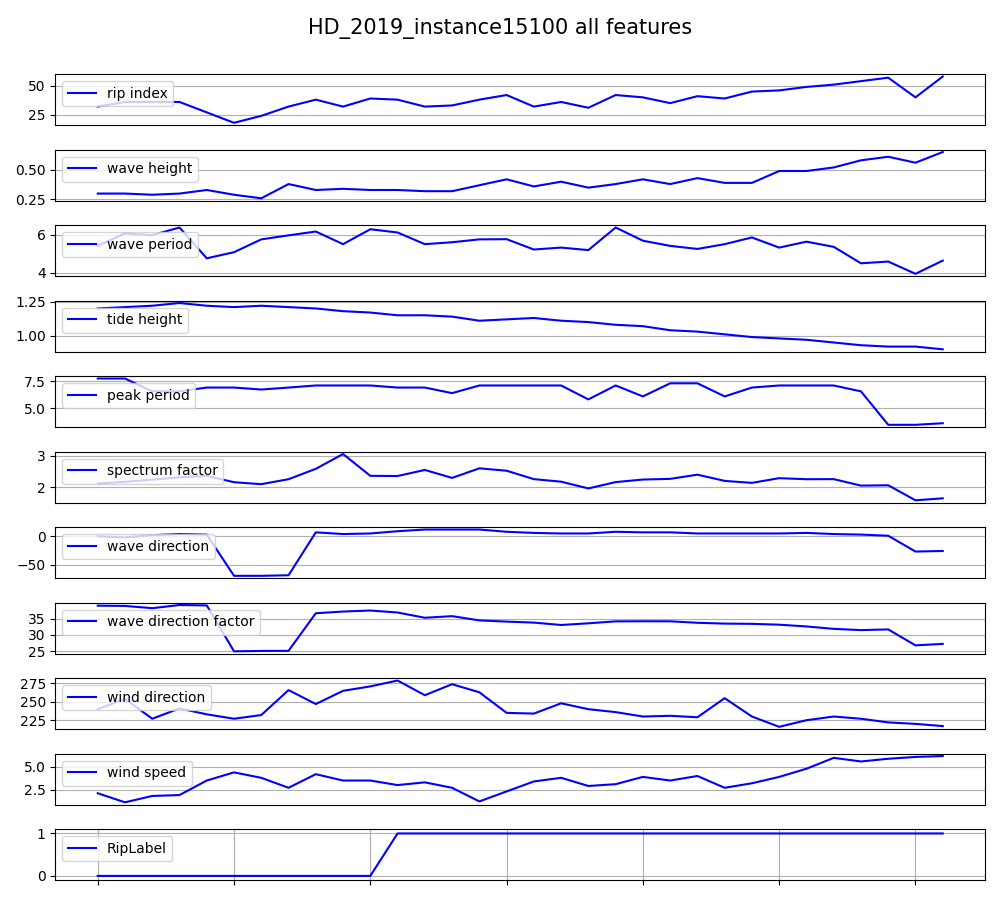 HD_2019_instance15100 all features
50
25
rip index
0.50
0.25
wave height
6
4
wave period
1.25
1.00
tide height
7.5
5.0
peak period
3
2
spectrum factor
0
−50
wave direction
35
30
25
wave direction factor
275
250
225
wind direction
5.0
2.5
wind speed
1
0
RipLabel